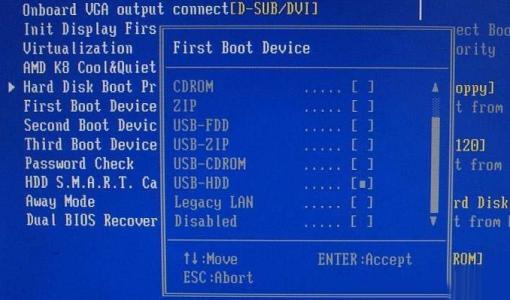 Onboard VGA output connect[D-SUB/DVI]
Init Display Firs
Virtualization
AMD K8 Cool&Quiet
Hard Disk Boot Pr
First Boot Device
Second Boot Devic
Third Boot Device
Password Check
HDD S.M.A.R.T. Ca
Away Mode
Dual BIOS Recover
First Boot Device
CDROM ..... [ ]
ZIP ..... [ ]
USB-FDD ..... [ ]
USB-ZIP ..... [ ]
USB-CDROM ..... [ ]
USB-HDD ..... [■]
Legacy LAN ..... [ ]
Disabled ..... [ ]
↑↓:Move ENTER:Accept
ESC:Abort
ect Boo
ority
oppy]
t from
120]
t from
rd Disk
t from
ROM]